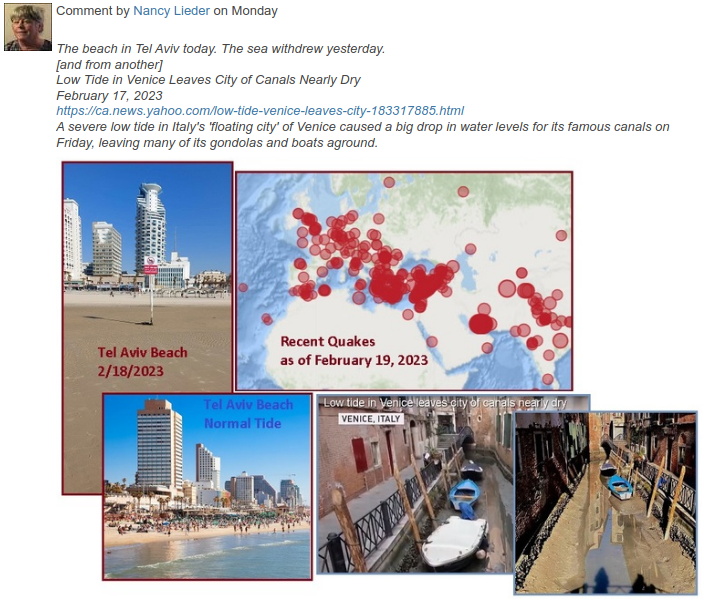 Comment by Nancy Lieder on Monday
The beach in Tel Aviv today. The sea withdrew yesterday.
[and from another]
Low Tide in Venice Leaves City of Canals Nearly Dry
February 17, 2023
https://ca.news.yahoo.com/low-tide-venice-leaves-city-183317885.html
A severe low tide in Italy's 'floating city' of Venice caused a big drop in water levels for its famous canals on
Friday, leaving many of its gondolas and boats aground.
Recent Quakes
as of February 19, 2023
Tel Aviv Beach
2/18/2023
Tel Aviv Beach
Normal Tide
Low tide in Venice leaves city of canals nearly dry
VENICE, ITALY